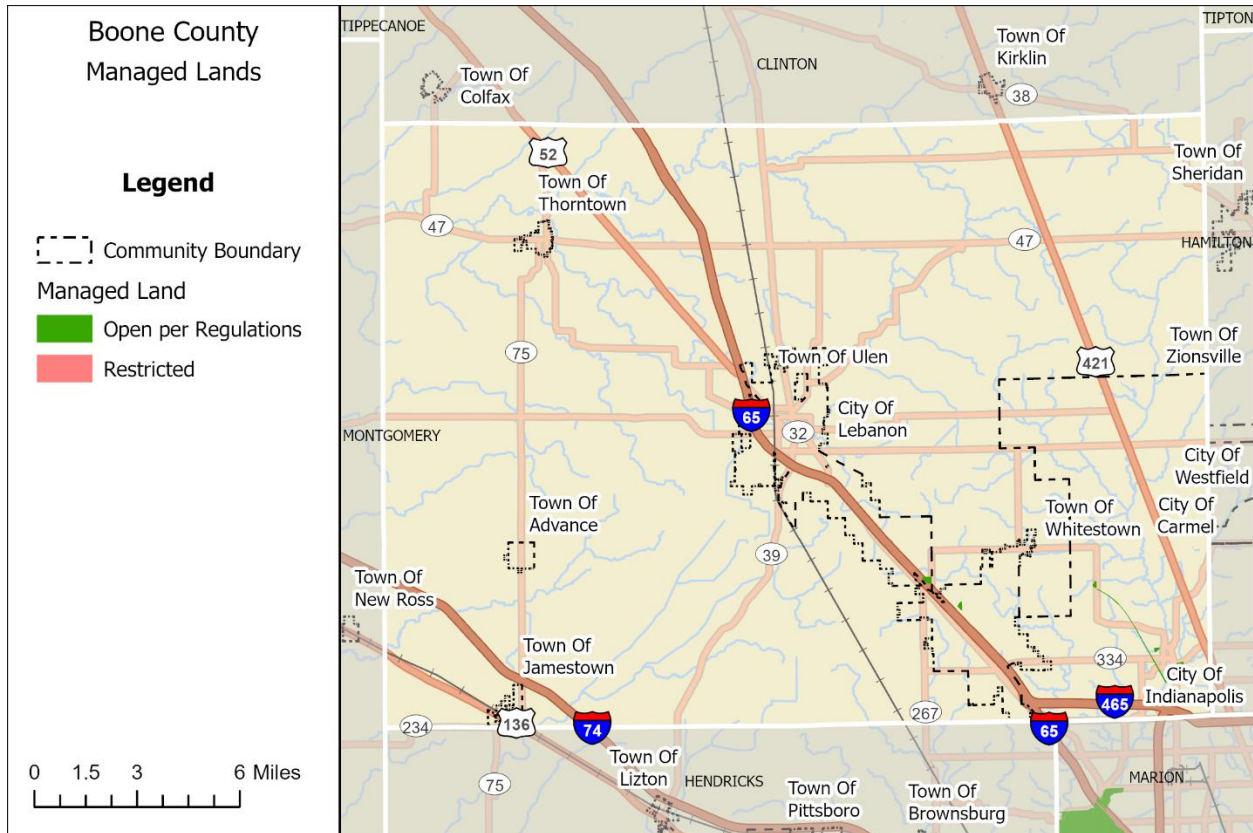 Boone County
Managed Lands
Legend
Community Boundary
Managed Land
Open per Regulations
Restricted
0 1.5 3 6 Miles
TIPPECANOE
CLINTON
TIPTON
Town Of
Colfax
Town Of
Kirklin
38
52
Town Of
Thorntown
Town Of
Sheridan
47
47
HAMILTON
75
Town Of Ulen
421
Town Of
Zionsville
65
32
City Of
Lebanon
MONTGOMERY
City Of
Westfield
Town Of
Advance
Town Of
Whitestown
City Of
Carmel
39
Town Of
New Ross
Town Of
Jamestown
334
City Of
Indianapolis
234
136
74
267
65
465
75
Town Of
Lizton
HENDRICKS
Town Of
Pittsboro
Town Of
Brownsburg
MARION